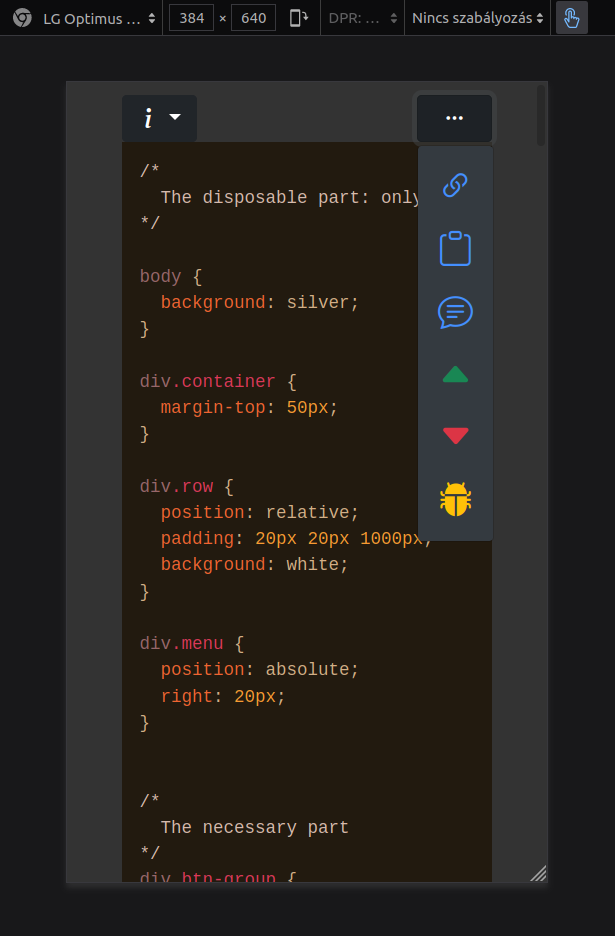 LG Optimus ... 384 × 640 DPR: ... Nincs szabályozás
i ...
/*
The disposable part: only
*/
body {
background: silver;
}
div.container {
margin-top: 50px;
}
div.row {
position: relative;
padding: 20px 20px 1000px;
background: white;
}
div.menu {
position: absolute;
right: 20px;
}
/*
The necessary part
*/
div.btn-group {